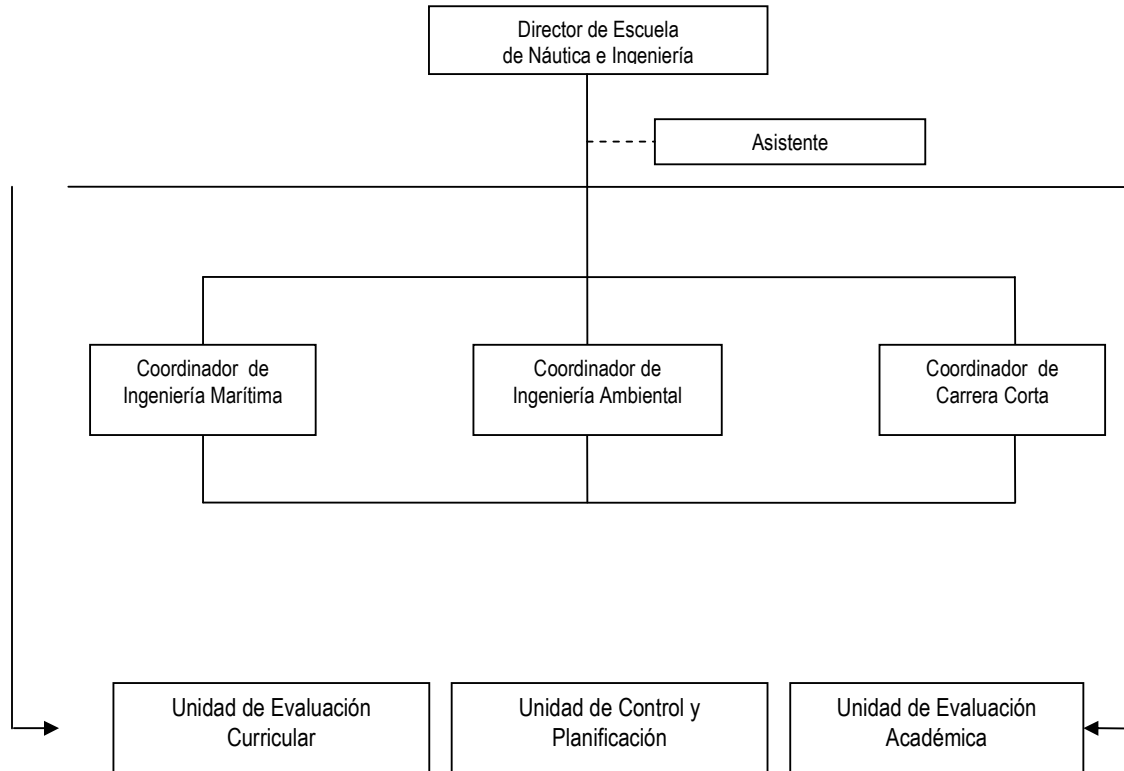 Director de Escuela
de Náutica e Ingeniería
Asistente
Coordinador de
Ingeniería Marítima
Coordinador de
Ingeniería Ambiental
Coordinador de
Carrera Corta
Unidad de Evaluación
Curricular
Unidad de Control y
Planificación
Unidad de Evaluación
Académica